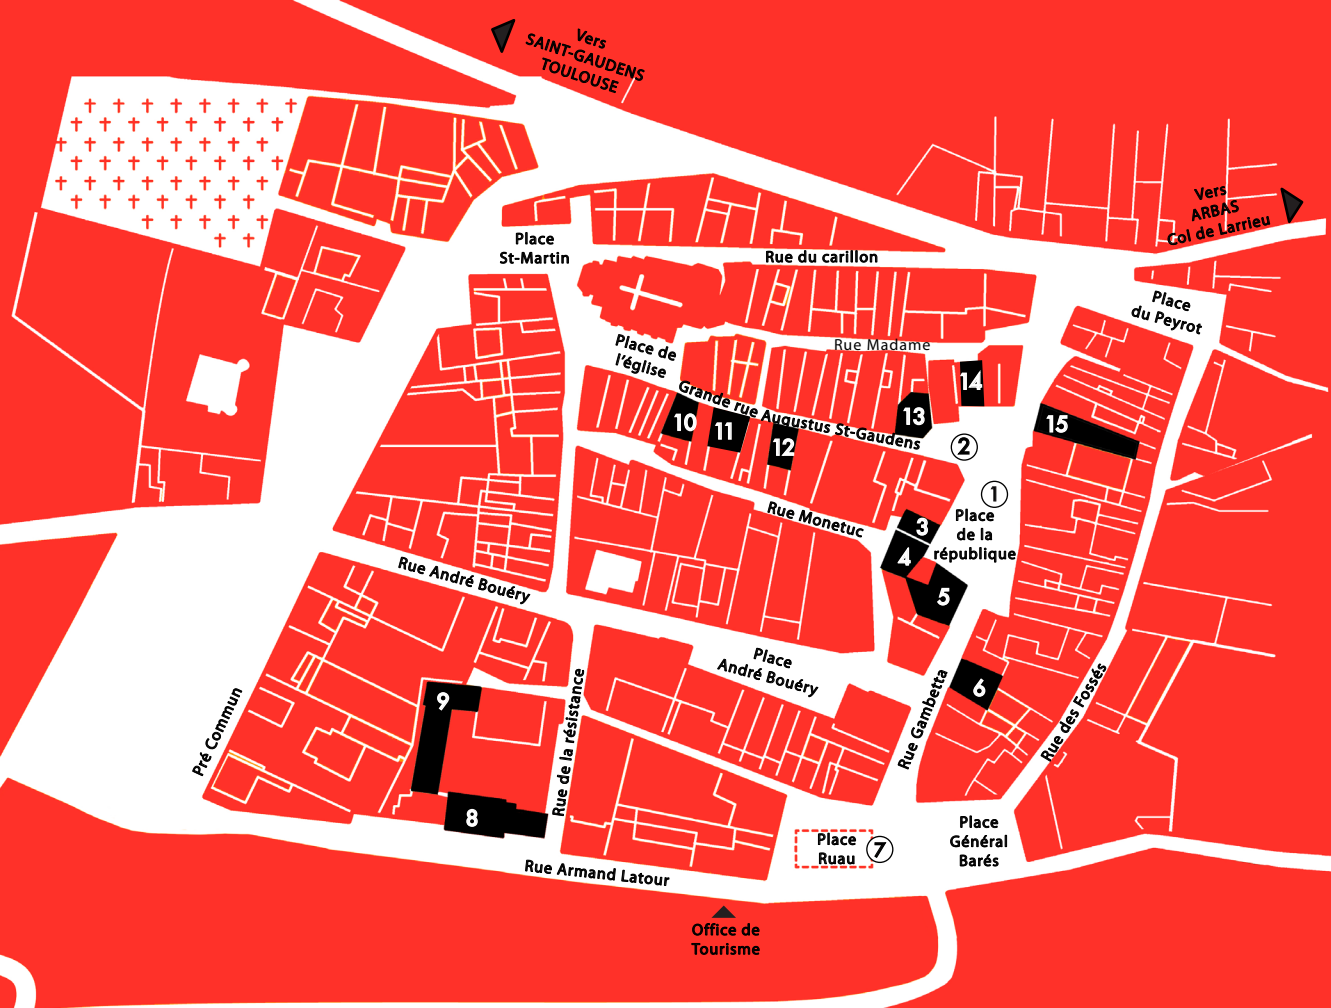 Vers
SAINT-GAUDENS
TOULOUSE
Vers
ARBAS
Col de Larrieu
Place
St-Martin
Rue du carillon
Place
du Peyrot
Rue Madame
Place de
l'église
14
Grande rue Augustus St-Gaudens
10
11
12
13
15
2
1
Place
de la
république
Rue Monetuc
3
4
5
Rue André Bouéry
Place
André Bouéry
6
9
8
Pré Commun
Rue de la résistance
Rue Gambetta
Rue des Fossés
Place
Ruau
7
Place
Général
Barés
Rue Armand Latour
Office de
Tourisme